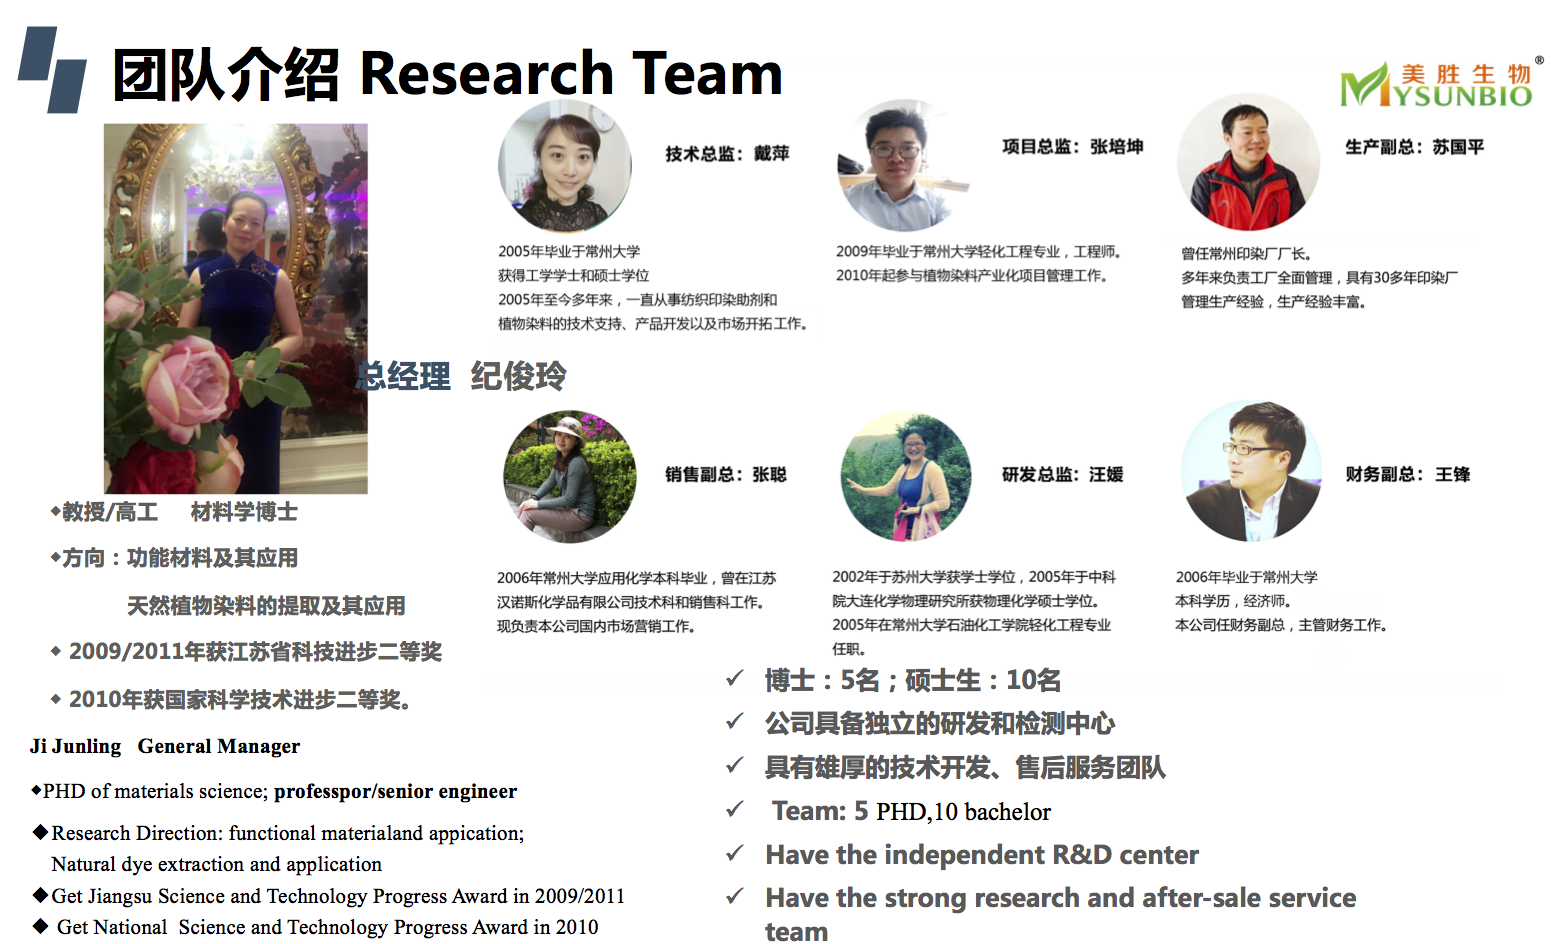 团队介绍 Research Team
美胜生物®
MYSUNBIO
技术总监：戴萍
2005年毕业于常州大学
获得工学学士和硕士学位
2005年至今多年来，一直从事纺织印染助剂和
植物染料的技术支持、产品开发以及市场开拓工作。
项目总监：张培坤
2009年毕业于常州大学轻化工程专业，工程师。
2010年起参与植物染料产业化项目管理工作。
生产副总：苏国平
曾任常州印染厂厂长。
多年来负责工厂全面管理，具有30多年印染厂
管理生产经验，生产经验丰富。
总经理 纪俊玲
销售副总：张聪
2006年常州大学应用化学本科毕业，曾在江苏
汉诺斯化学品有限公司技术科和销售科工作。
现负责本公司国内市场营销工作。
研发总监：汪媛
2002年于苏州大学获学士学位，2005年于中科
院大连化学物理研究所获物理化学硕士学位。
2005年在常州大学石油化工学院轻化工程专业
任职。
财务副总：王锋
2006年毕业于常州大学
本科学历，经济师。
本公司任财务副总，主管财务工作。
◆教授/高工 材料学博士
◆方向：功能材料及其应用
天然植物染料的提取及其应用
◆ 2009/2011年获江苏省科技进步二等奖
◆ 2010年获国家科学技术进步二等奖。
Ji Junling General Manager
◆PHD of materials science; professpor/senior engineer
◆Research Direction: functional materialand appication;
Natural dye extraction and application
◆Get Jiangsu Science and Technology Progress Award in 2009/2011
◆ Get National Science and Technology Progress Award in 2010
✓ 博士：5名；硕士生：10名
✓ 公司具备独立的研发和检测中心
✓ 具有雄厚的技术开发、售后服务团队
✓ Team: 5 PHD,10 bachelor
✓ Have the independent R&D center
✓ Have the strong research and after-sale service
team